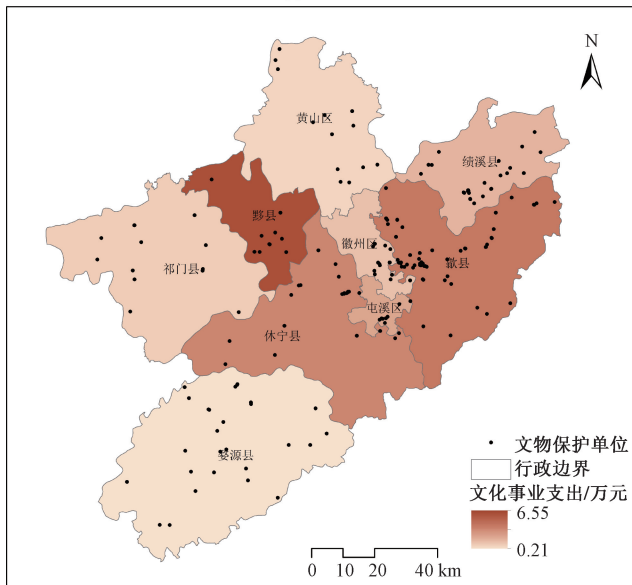 N
黄山区
绩溪县
黟县
徽州区
祁门县
歙县
屯溪区
休宁县
婺源县
文物保护单位
行政边界
文化事业支出/万元
6.55
0.21
0 10 20 40 km